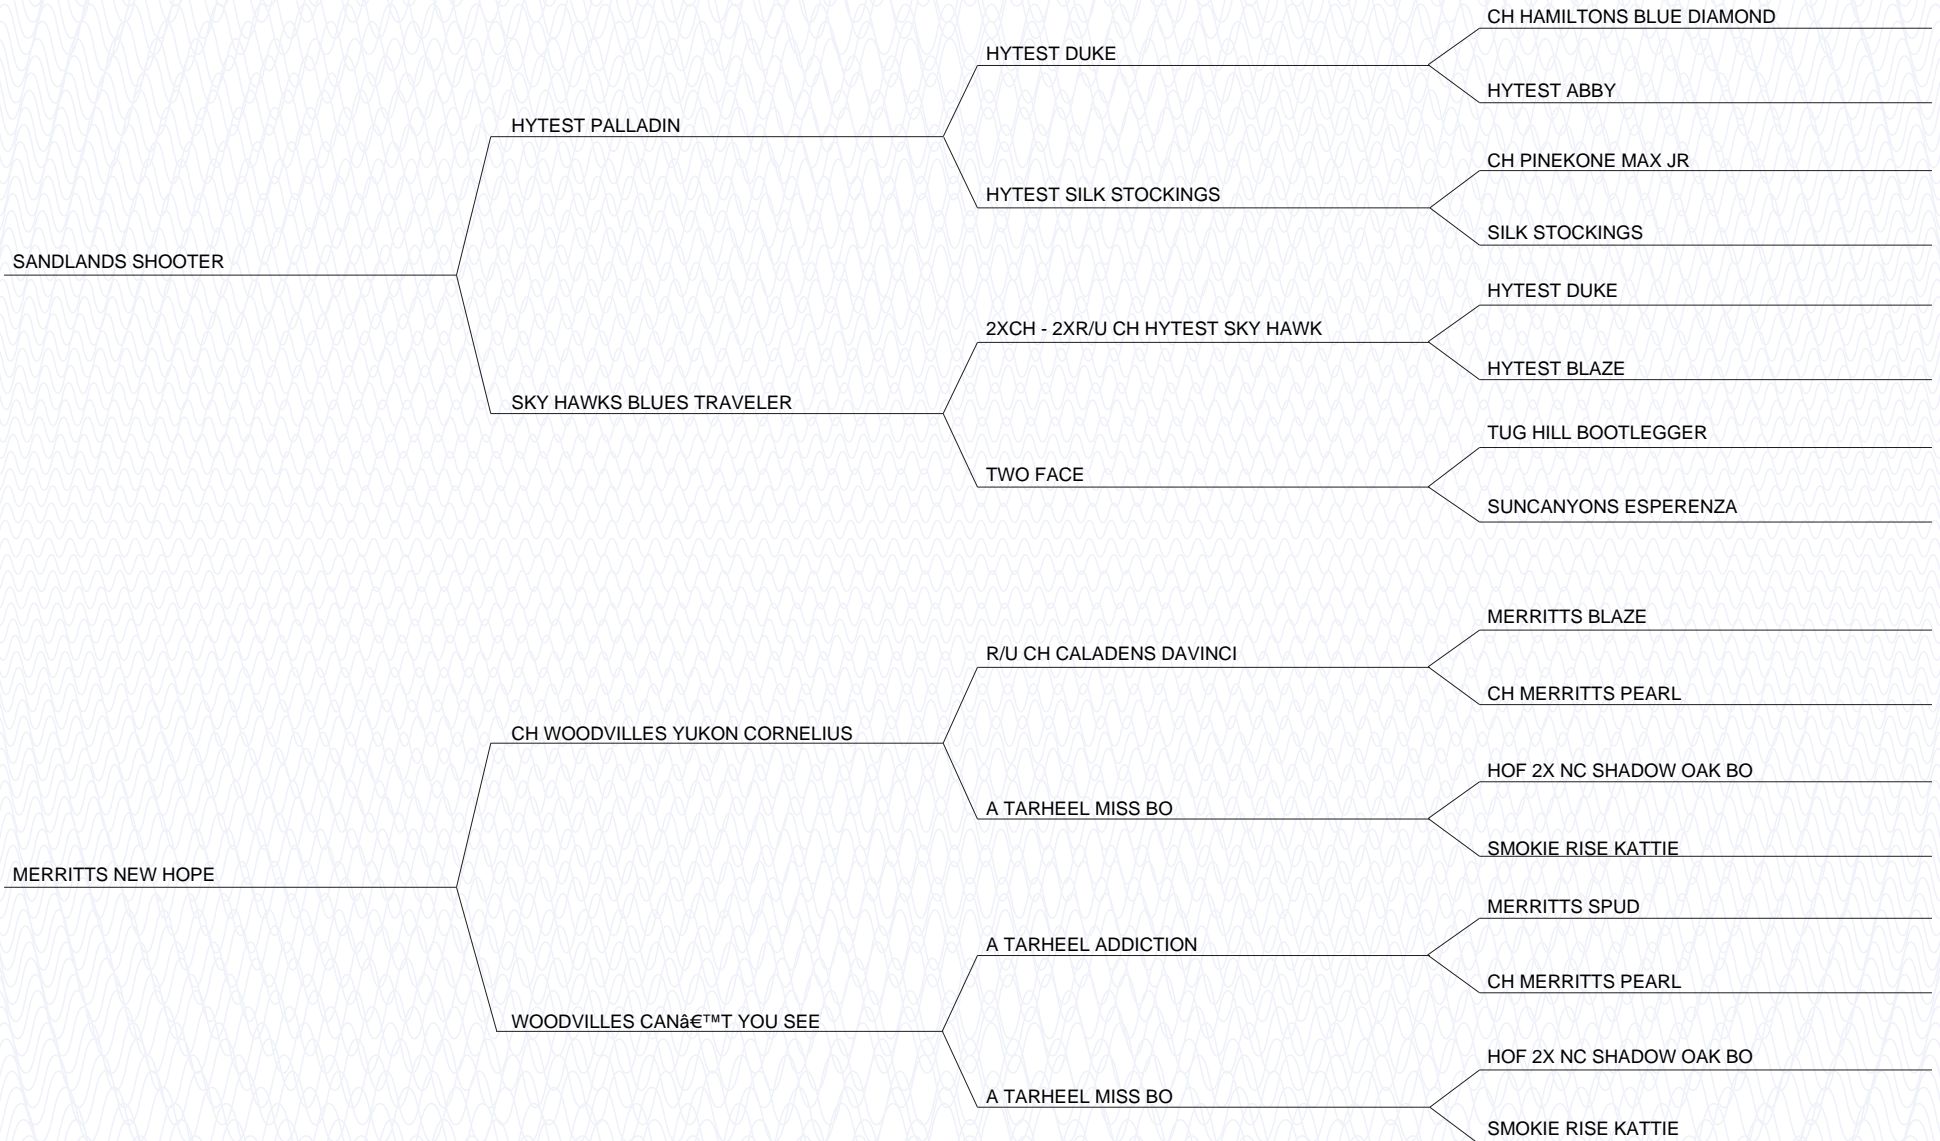 CH HAMILTONS BLUE DIAMOND
HYTEST DUKE
HYTEST ABBY
HYTEST PALLADIN
CH PINEKONE MAX JR
HYTEST SILK STOCKINGS
SILK STOCKINGS
SANDLANDS SHOOTER
HYTEST DUKE
2XCH - 2XR/U CH HYTEST SKY HAWK
HYTEST BLAZE
SKY HAWKS BLUES TRAVELER
TUG HILL BOOTLEGGER
TWO FACE
SUNCANYONS ESPERENZA
MERRITTS BLAZE
R/U CH CALADENS DAVINCI
CH MERRITTS PEARL
CH WOODVILLES YUKON CORNELIUS
HOF 2X NC SHADOW OAK BO
A TARHEEL MISS BO
SMOKIE RISE KATTIE
MERRITTS NEW HOPE
MERRITTS SPUD
A TARHEEL ADDICTION
CH MERRITTS PEARL
WOODVILLES CANâ€™T YOU SEE
HOF 2X NC SHADOW OAK BO
A TARHEEL MISS BO
SMOKIE RISE KATTIE